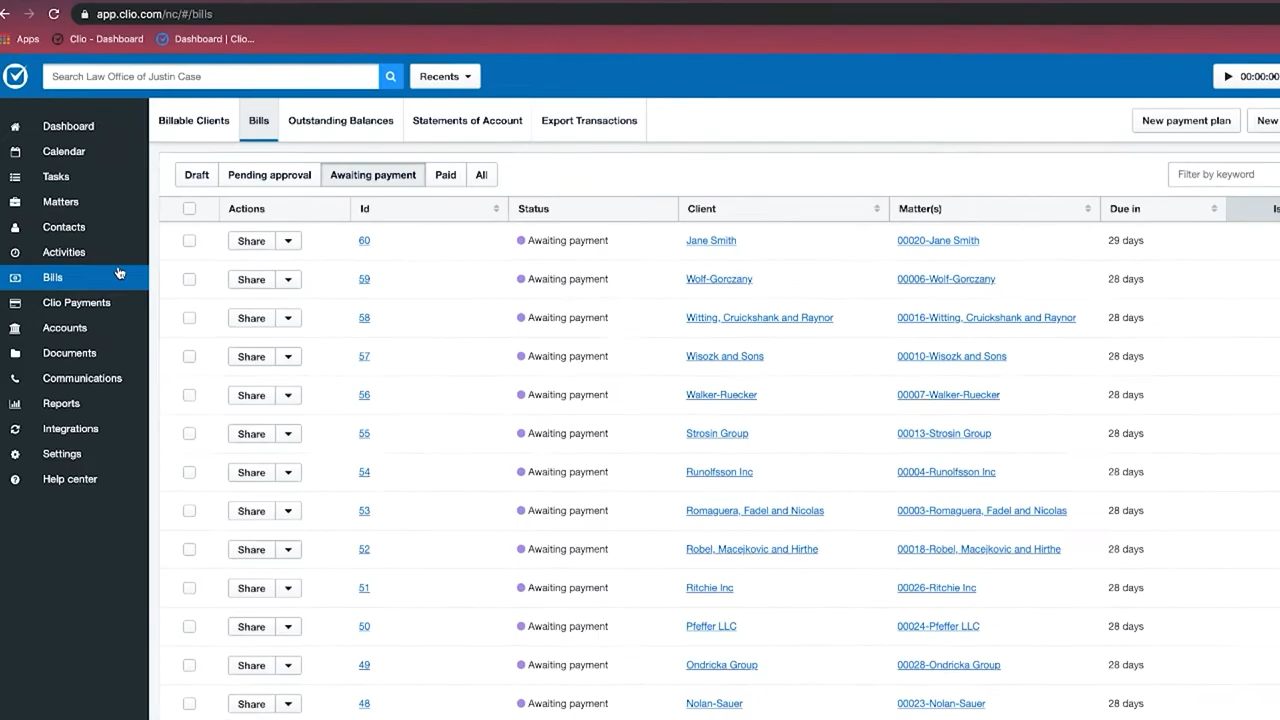 app.clio.com/nc/#/bills
Apps Clio - Dashboard Dashboard | Clio...
Search Law Office of Justin Case Recents 00:00:00
Dashboard
Calendar
Tasks
Matters
Contacts
Activities
Bills
Clio Payments
Accounts
Documents
Communications
Reports
Integrations
Settings
Help center
Billable Clients Bills Outstanding Balances Statements of Account Export Transactions New payment plan New
Draft Pending approval Awaiting payment Paid All Filter by keyword
Actions Id Status Client Matter(s) Due in Is
Share 60 Awaiting payment Jane Smith 00020-Jane Smith 29 days
Share 59 Awaiting payment Wolf-Gorczany 00006-Wolf-Gorczany 28 days
Share 58 Awaiting payment Witting, Cruickshank and Raynor 00016-Witting, Cruickshank and Raynor 28 days
Share 57 Awaiting payment Wisozk and Sons 00010-Wisozk and Sons 28 days
Share 56 Awaiting payment Walker-Ruecker 00007-Walker-Ruecker 28 days
Share 55 Awaiting payment Strosin Group 00013-Strosin Group 28 days
Share 54 Awaiting payment Runolfsson Inc 00004-Runolfsson Inc 28 days
Share 53 Awaiting payment Romaguera, Fadel and Nicolas 00003-Romaguera, Fadel and Nicolas 28 days
Share 52 Awaiting payment Robel, Macejkovic and Hirthe 00018-Robel, Macejkovic and Hirthe 28 days
Share 51 Awaiting payment Ritchie Inc 00026-Ritchie Inc 28 days
Share 50 Awaiting payment Pfeffer LLC 00024-Pfeffer LLC 28 days
Share 49 Awaiting payment Ondricka Group 00028-Ondricka Group 28 days
Share 48 Awaiting payment Nolan-Sauer 00023-Nolan-Sauer 28 days